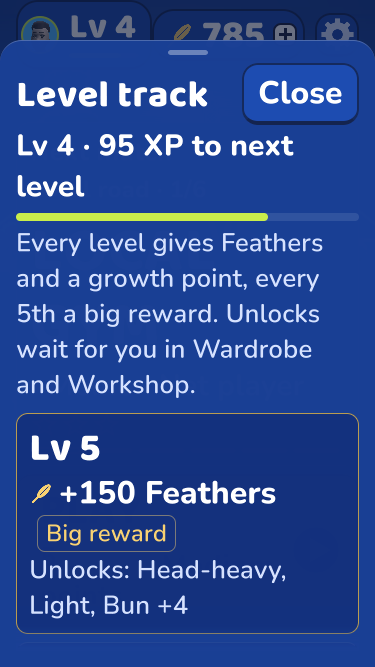 Lv 4
785
Level track
Close
Lv 4 · 95 XP to next
level
Every level gives Feathers
and a growth point, every
5th a big reward. Unlocks
wait for you in Wardrobe
and Workshop.
Lv 5
+150 Feathers
Big reward
Unlocks: Head-heavy,
Light, Bun +4